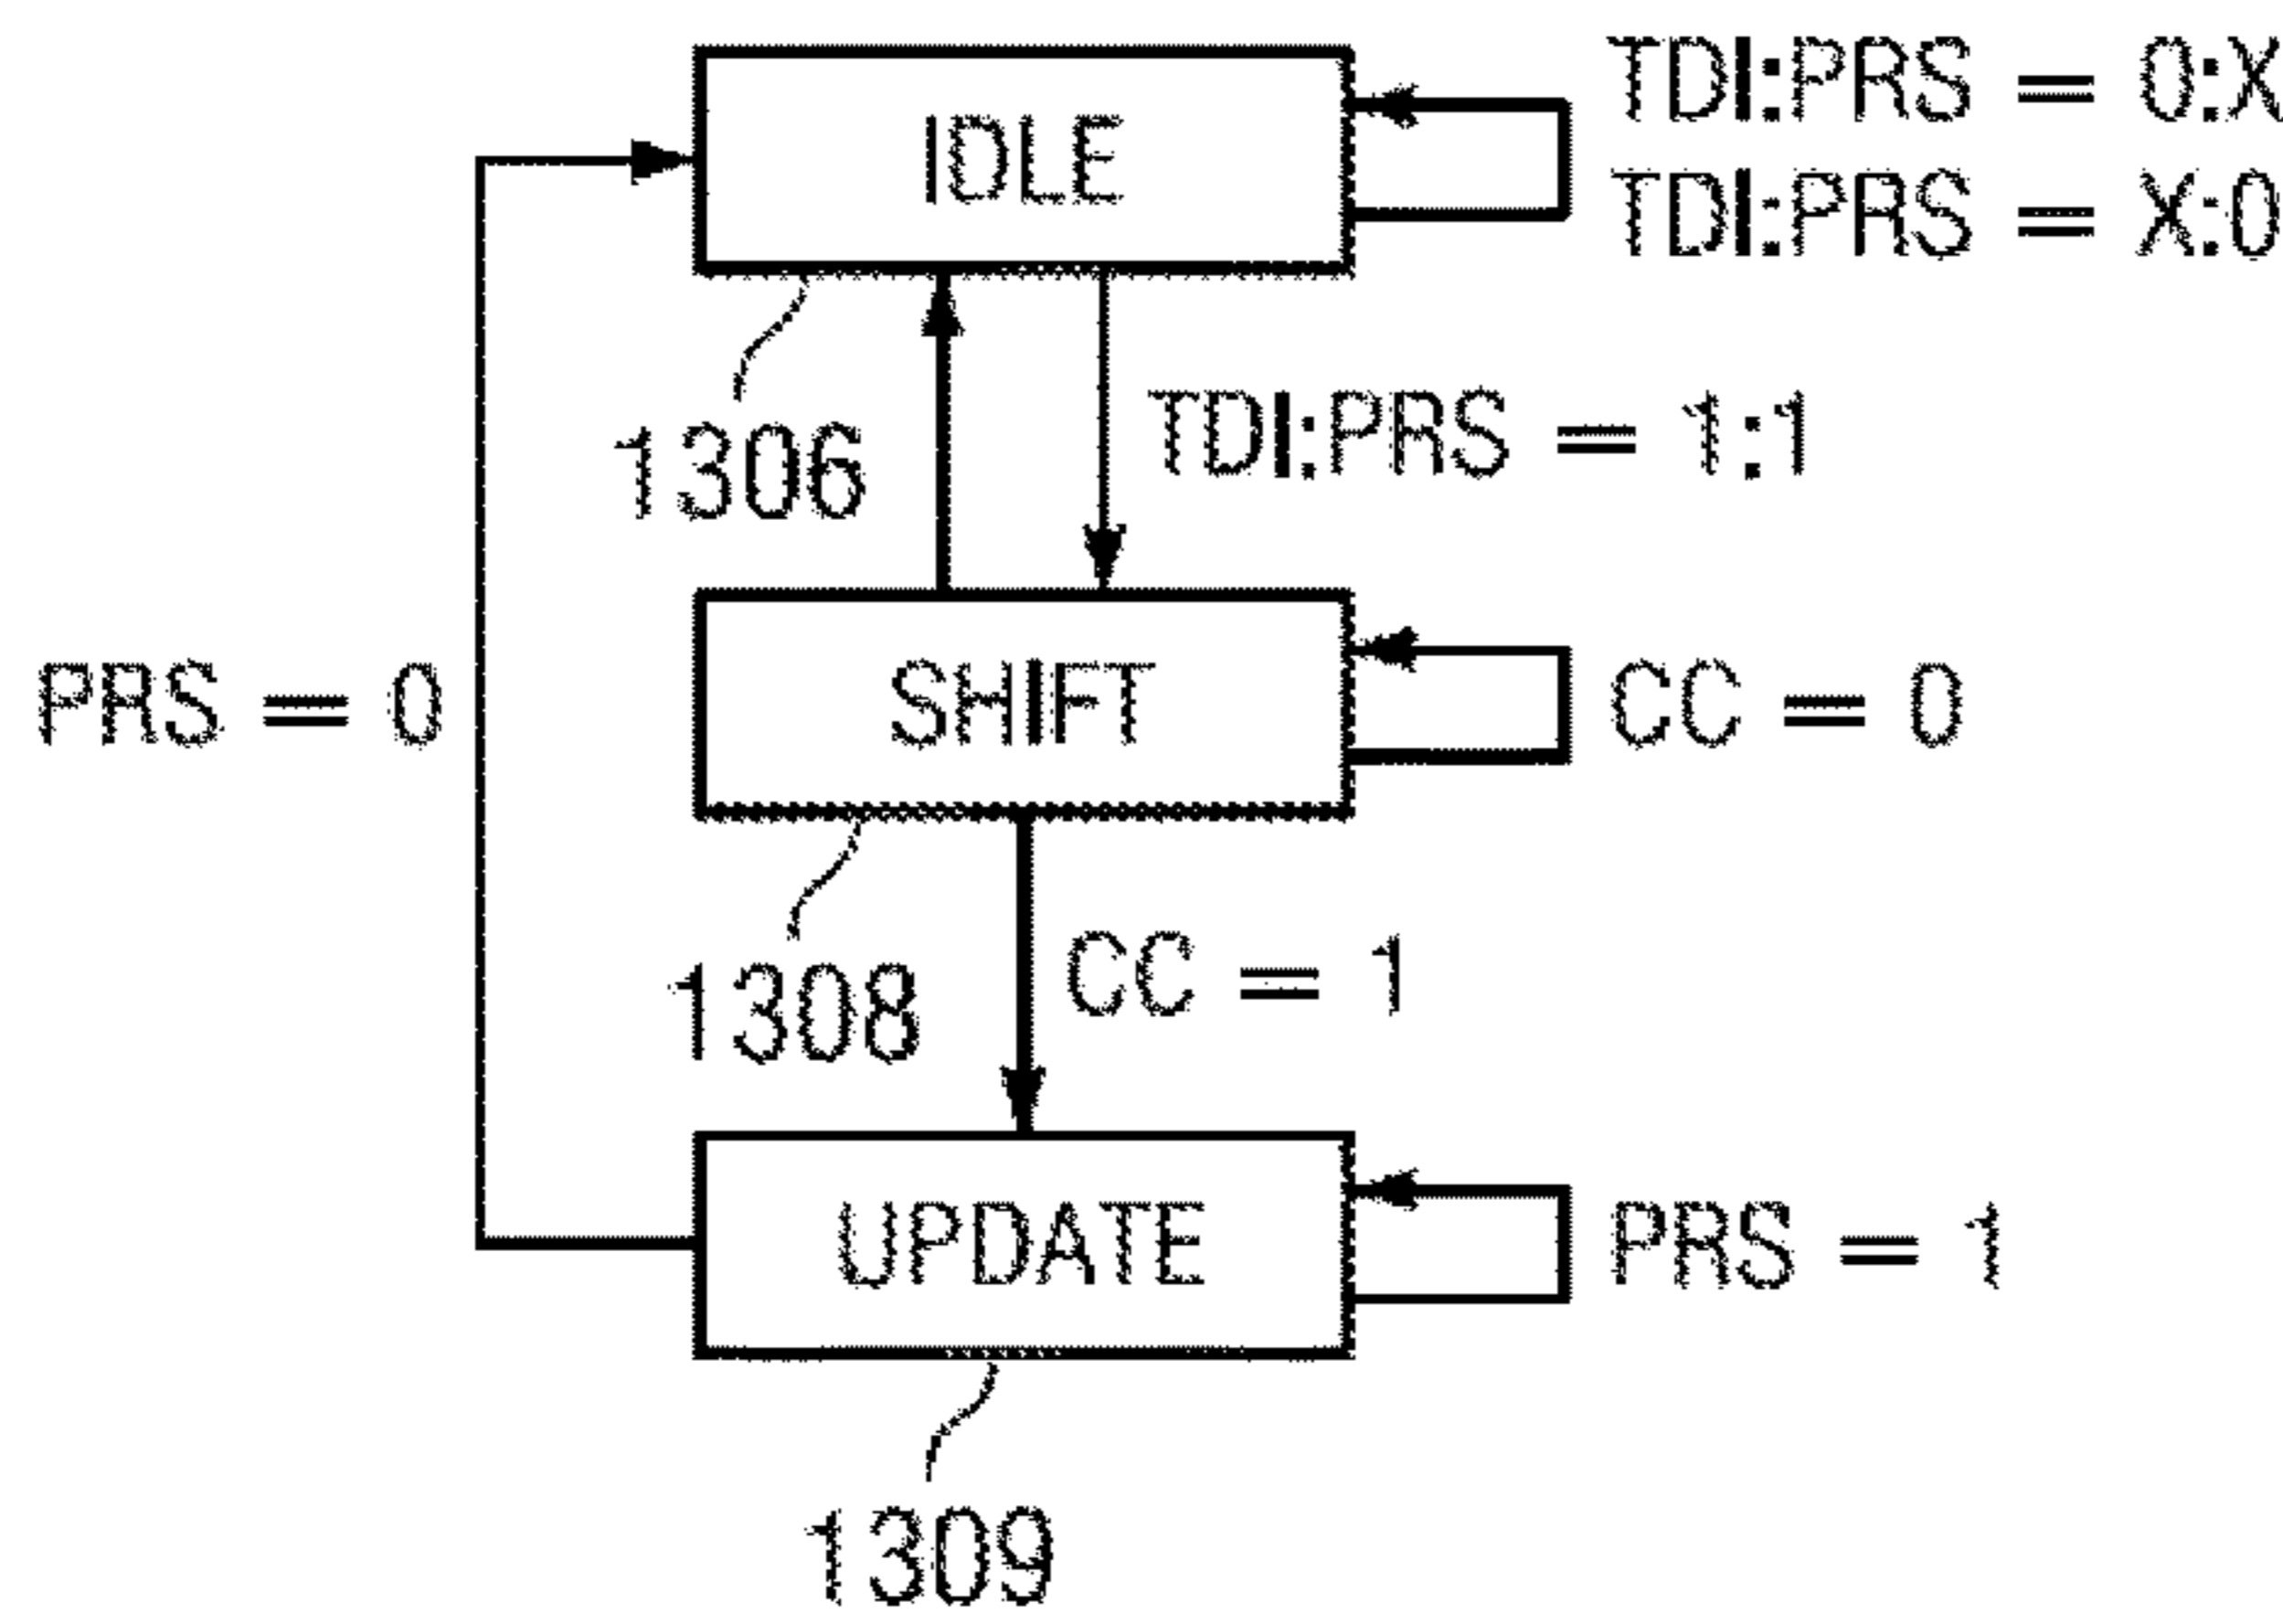 TDI:PRS = 0:X
IDLE
TDI:PRS = X:0
TDI:PRS = 1:1
1306
PRS = 0
SHIFT
CC = 0
CC = 1
1308
UPDATE
PRS = 1
1309